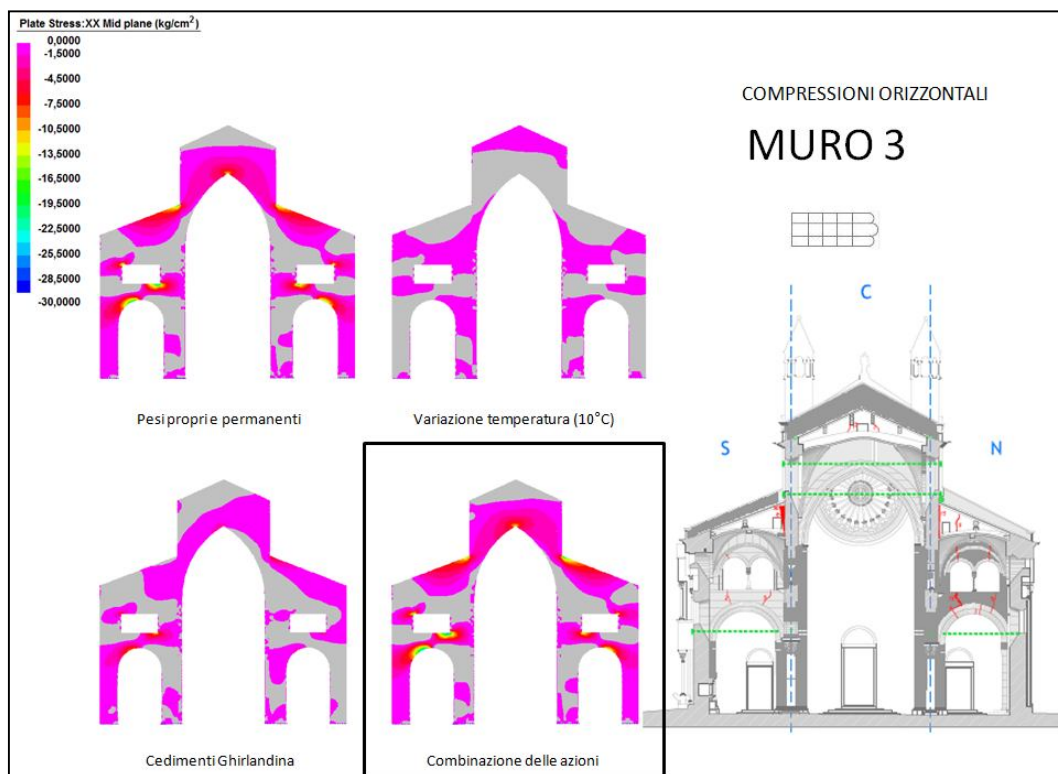 Plate Stress:XX Mid plane (kg/cm²)
0,0000
-1,5000
-4,5000
-7,5000
-10,5000
-13,5000
-16,5000
-19,5000
-22,5000
-25,5000
-28,5000
-30,0000
COMPRESSIONI ORIZZONTALI
MURO 3
Pesi propri e permanenti
Variazione temperatura (10°C)
C
S
N
Cedimenti Ghirlandina
Combinazione delle azioni